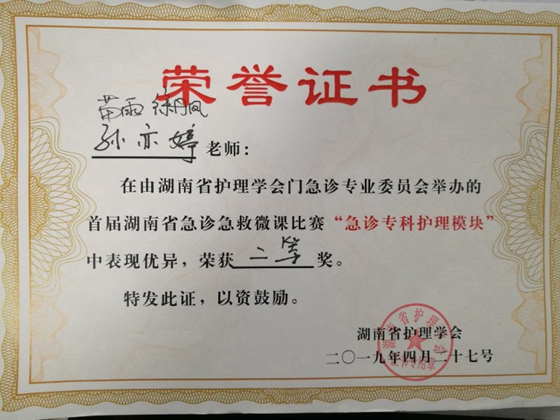 荣誉证书
苗雨 徐丹凤
孙亦婷 老师:
在由湖南省护理学会门急诊专业委员会举办的
首届湖南省急诊急救微课比赛“急诊专科护理模块”
中表现优异,荣获二等奖。
特发此证,以资鼓励。
湖南省护理学会
二〇一九年四月二十七号